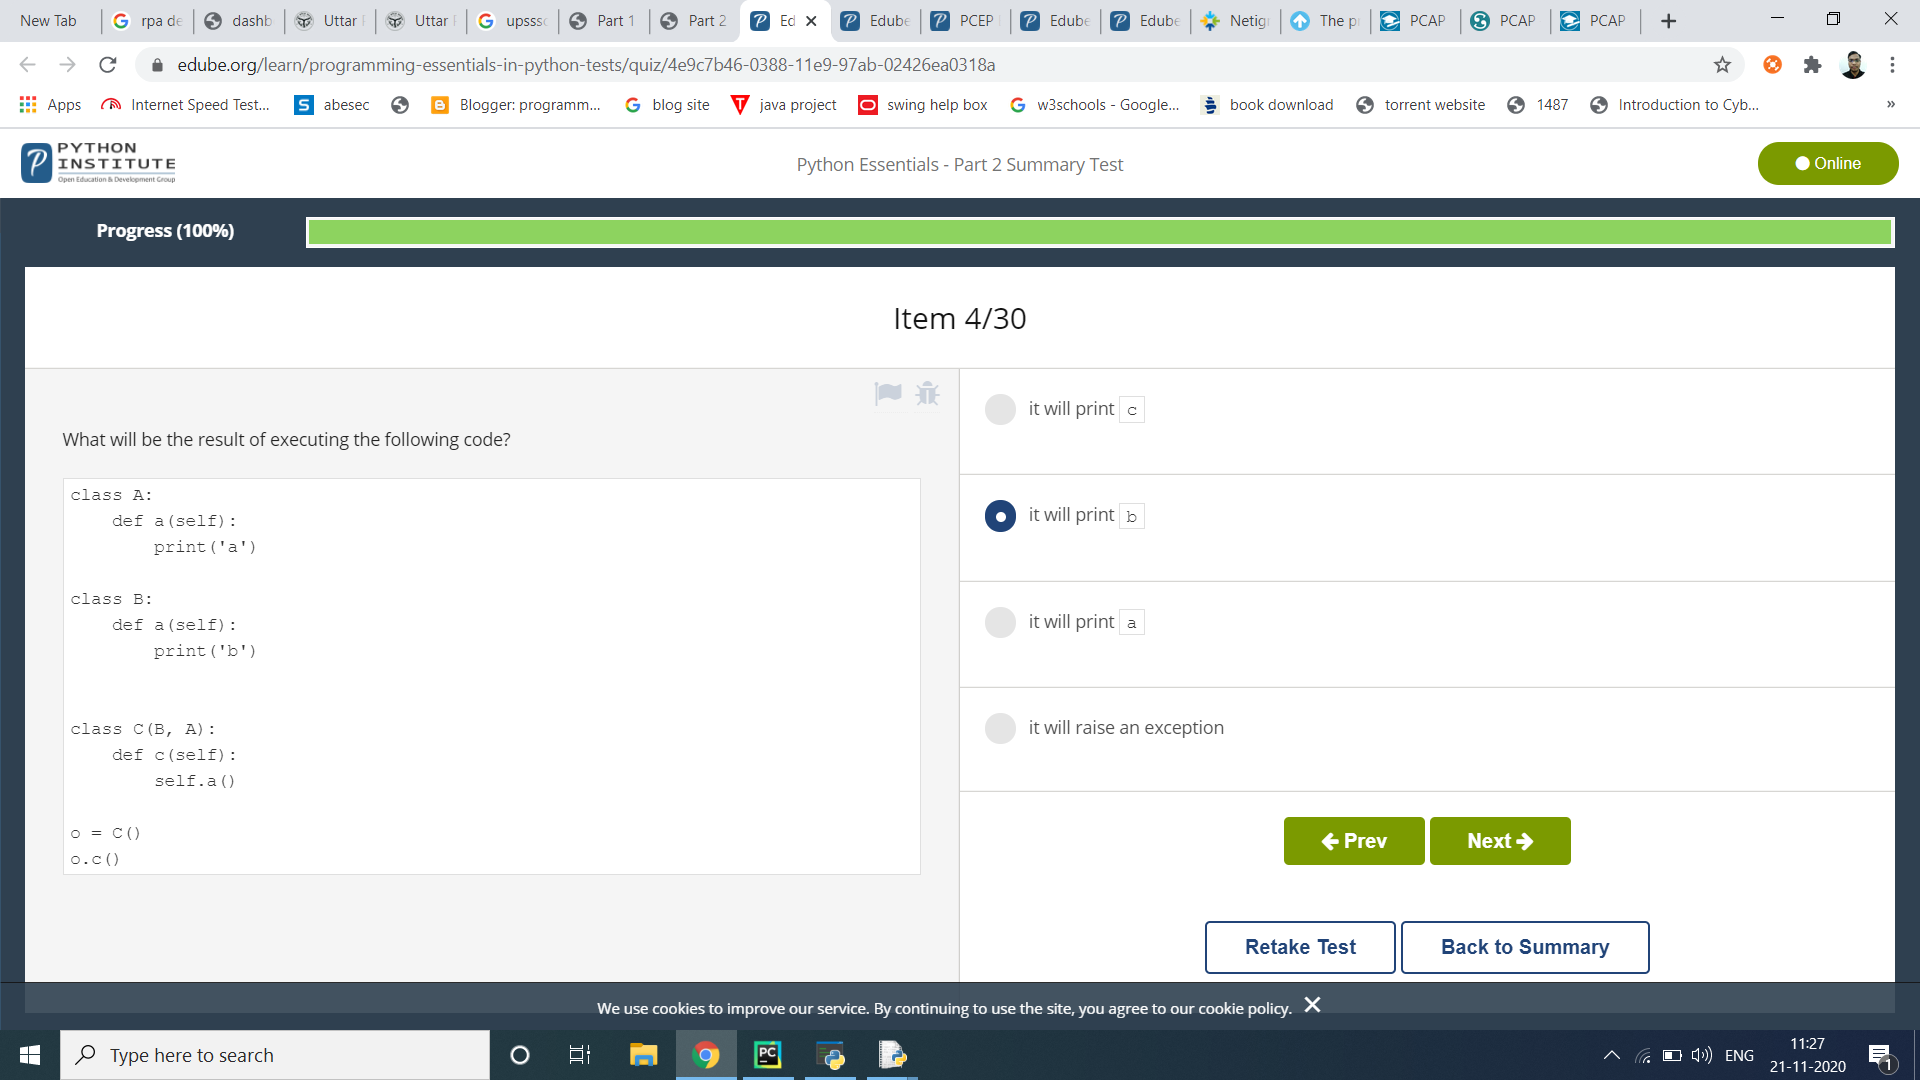 New Tab
rpa de
dashb
Uttar
Uttar
upsssc
Part 1
Part 2
Ed
Edube
PCEP
Edube
Edube
Netig
The p
PCAP
PCAP
PCAP
edube.org/learn/programming-essentials-in-python-tests/quiz/4e9c7b46-0388-11e9-97ab-02426ea0318a
Apps
Internet Speed Test...
abesec
Blogger: programm...
blog site
java project
swing help box
w3schools - Google...
book download
torrent website
1487
Introduction to Cyb...
»
PYTHON
INSTITUTE
Open Education & Development Group
Python Essentials - Part 2 Summary Test
Online
Progress (100%)
Item 4/30
What will be the result of executing the following code?
class A:
    def a(self):
        print('a')
class B:
    def a(self):
        print('b')
class C(B, A):
    def c(self):
        self.a()
o = C()
o.c()
it will print c
it will print b
it will print a
it will raise an exception
Prev
Next
Retake Test
Back to Summary
We use cookies to improve our service. By continuing to use the site, you agree to our cookie policy.
Type here to search
PC
ENG
11:27
21-11-2020
1